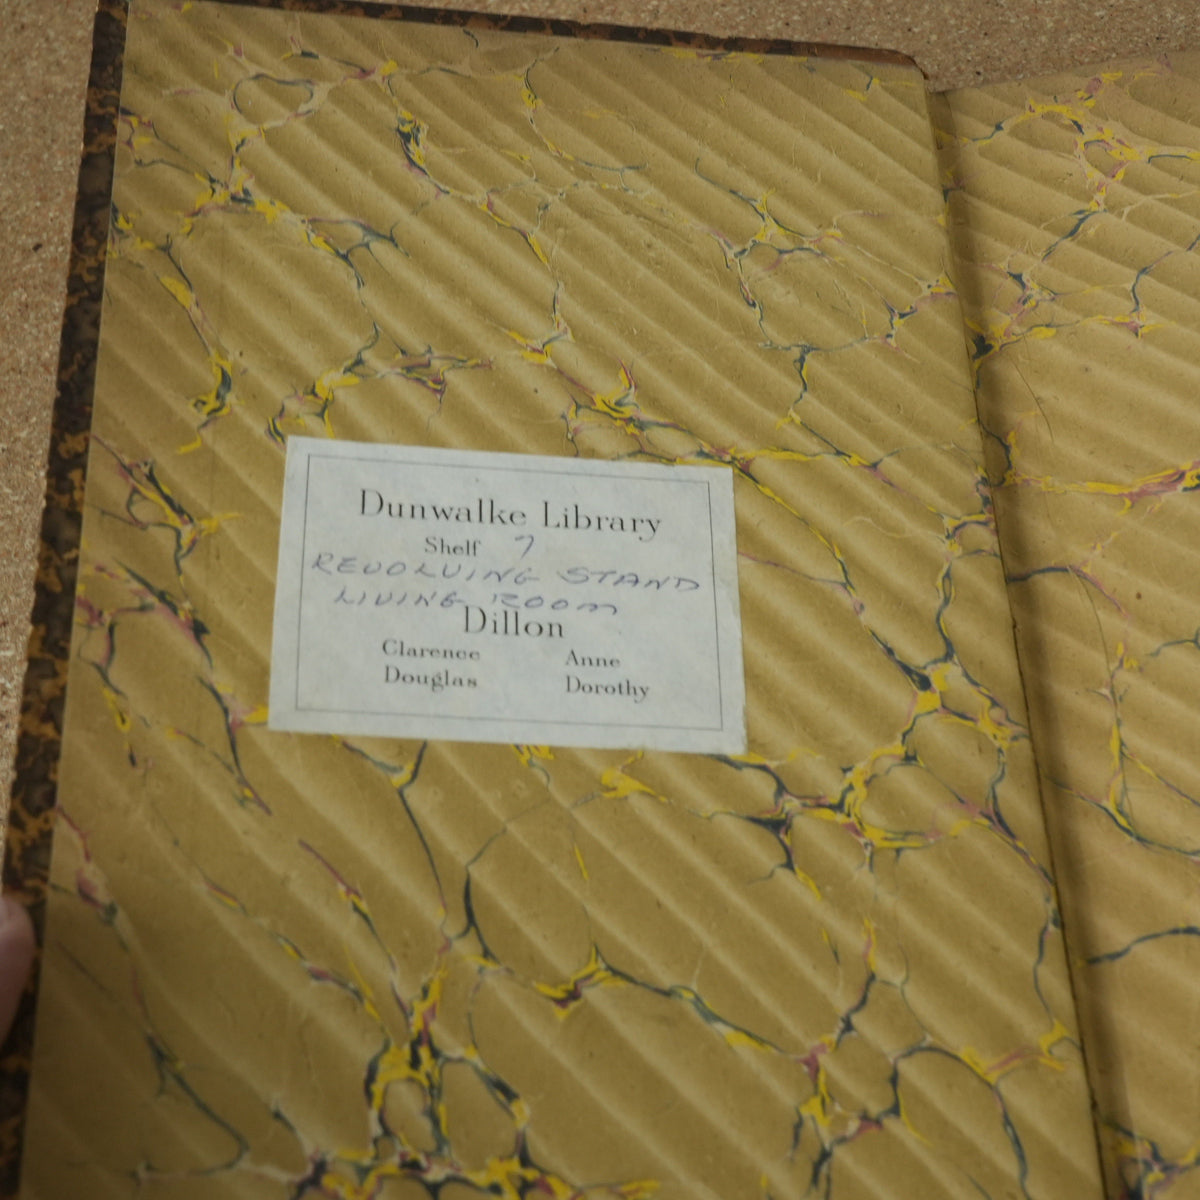 Dunwalke Library
Shelf 7
REVOLVING STAND
LIVING ROOM
Dillon
Clarence Anne
Douglas Dorothy